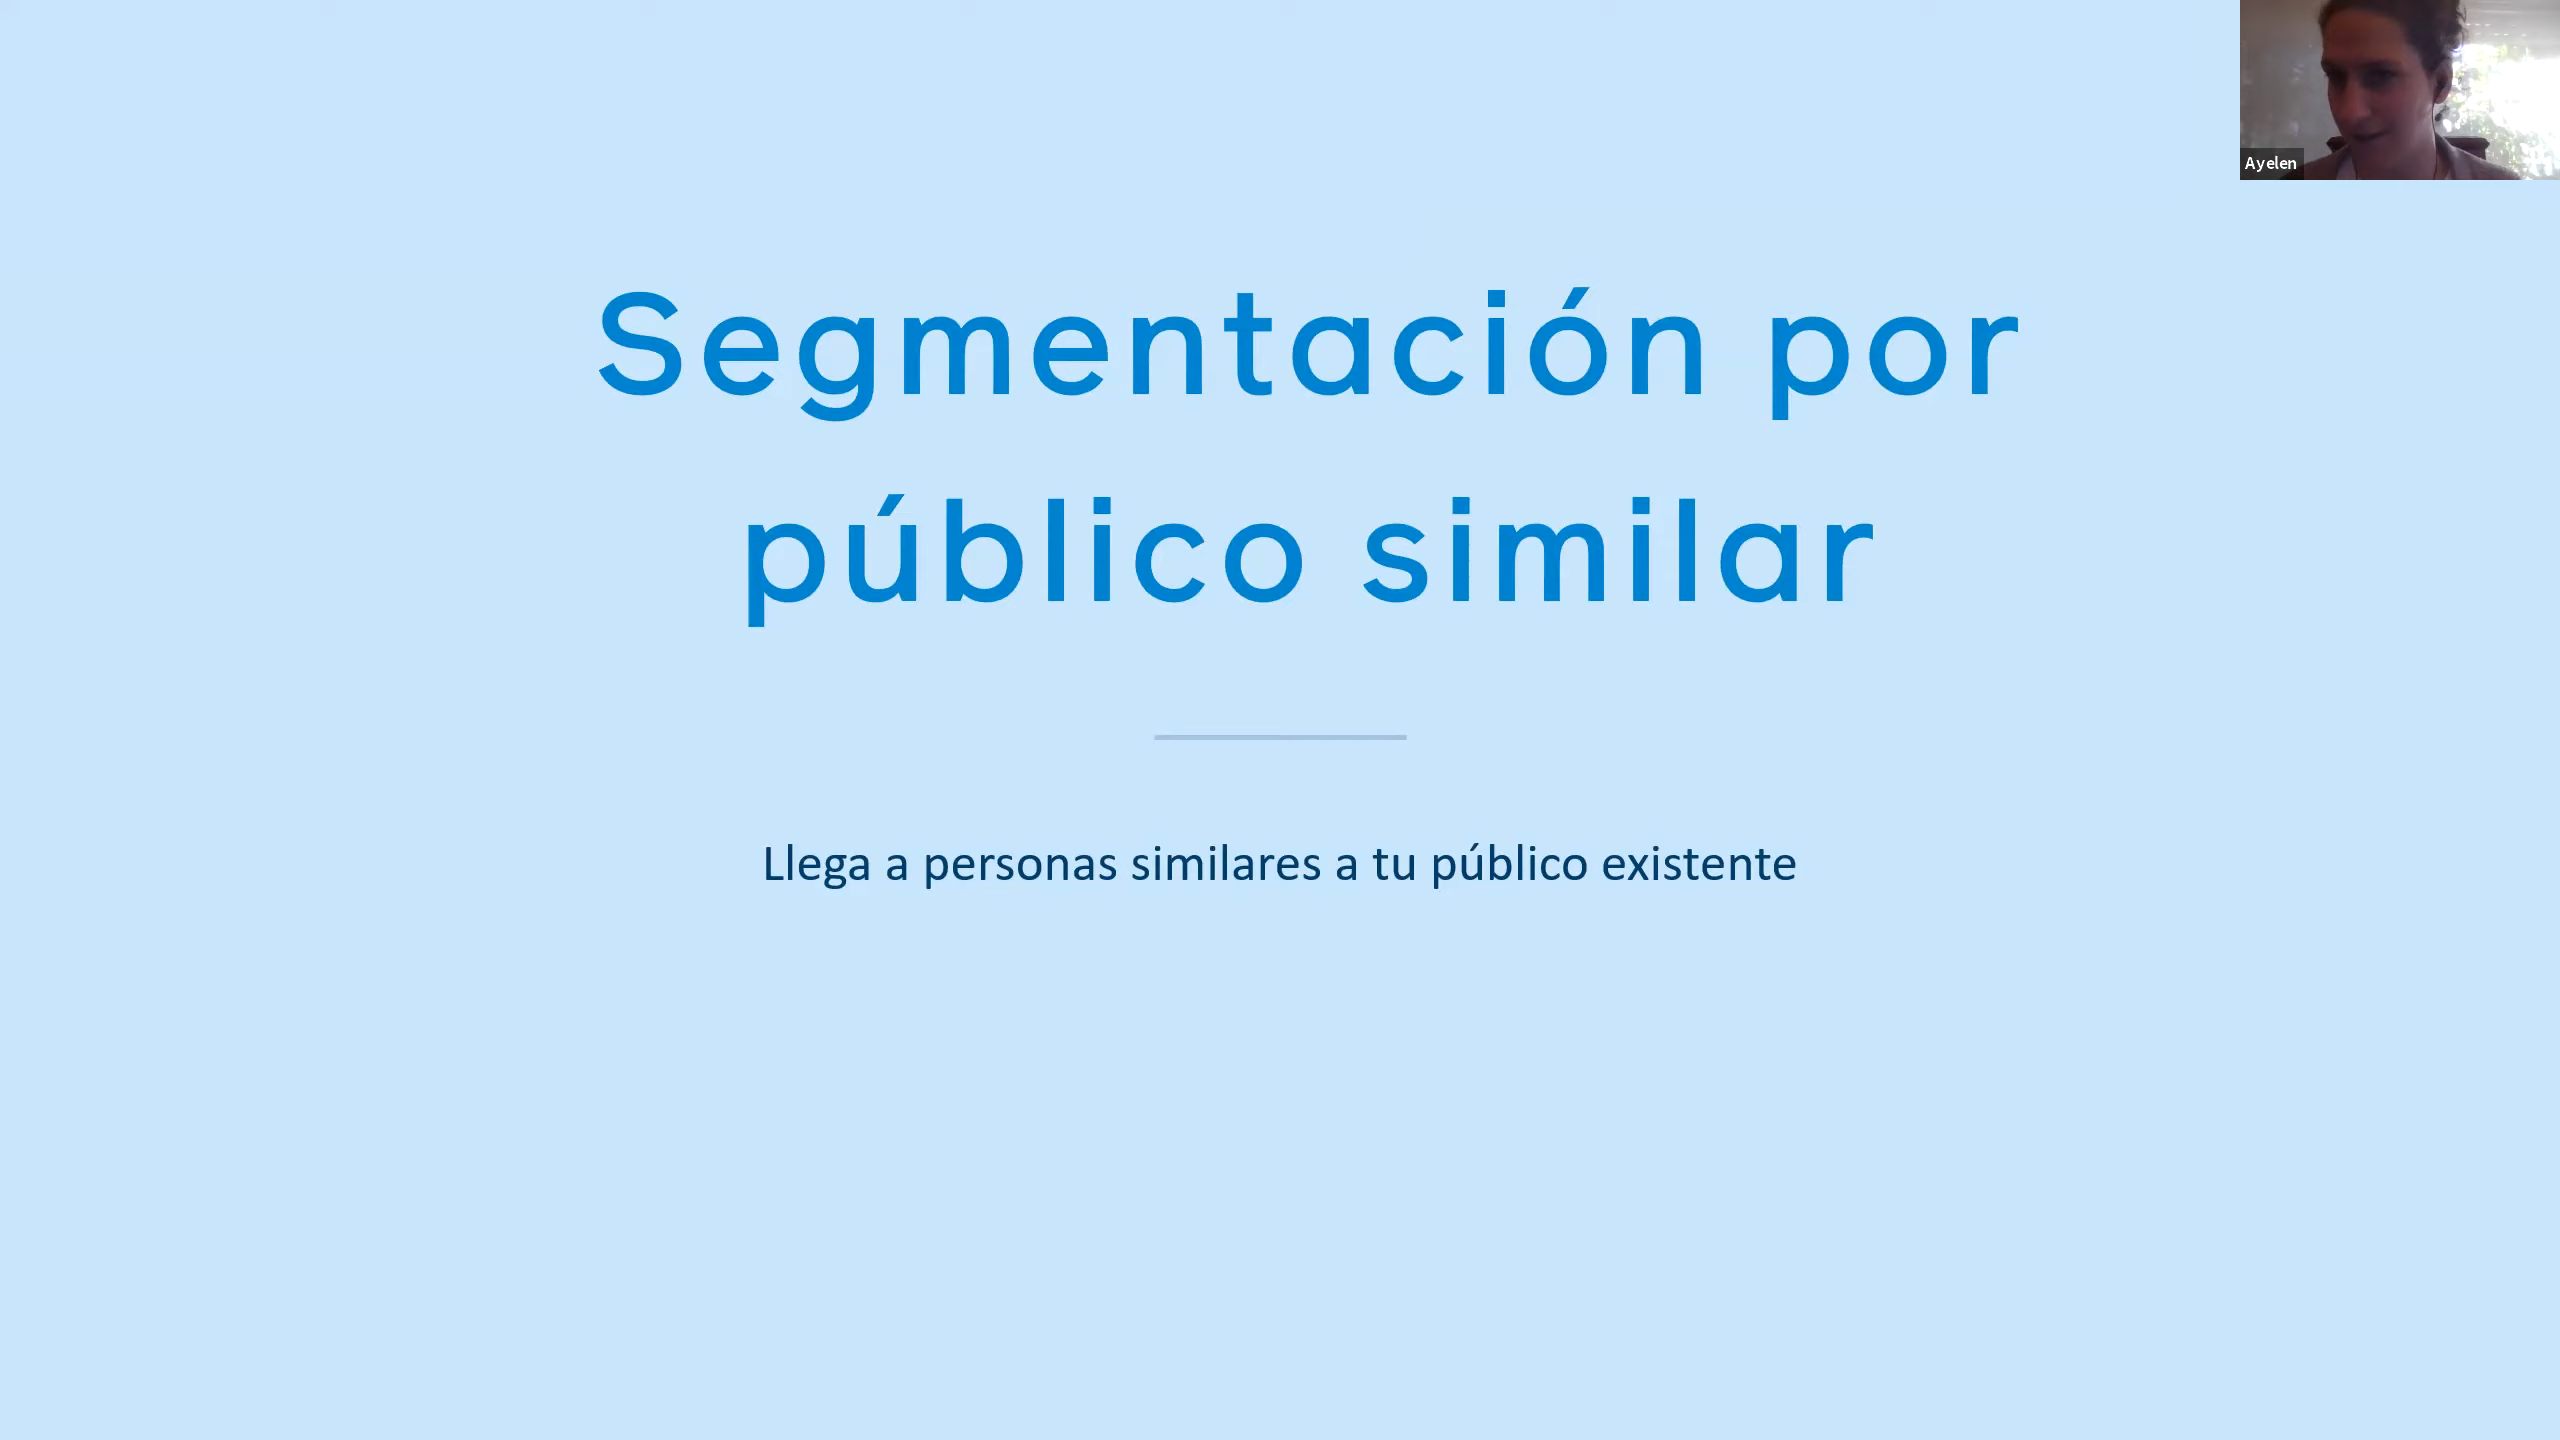 Ayelen
Segmentación por
público similar
Llega a personas similares a tu público existente